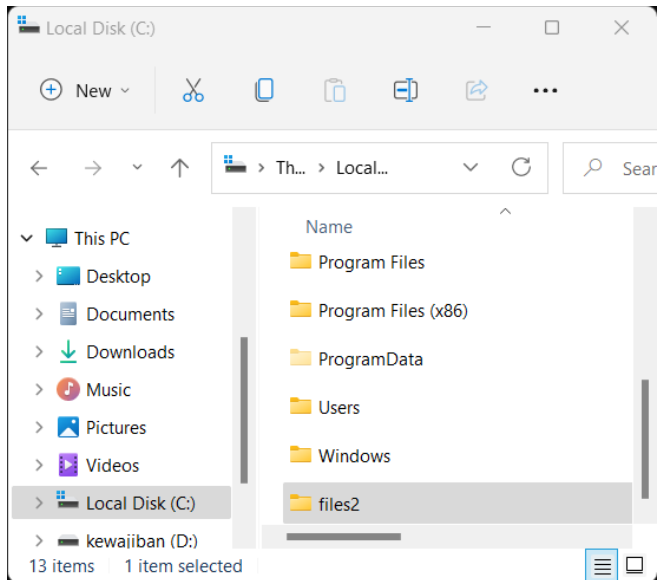 Local Disk (C:)
New
Th... > Local...
Sear
This PC
Desktop
Documents
Downloads
Music
Pictures
Videos
Local Disk (C:)
kewajiban (D:)
Name
Program Files
Program Files (x86)
ProgramData
Users
Windows
files2
13 items 1 item selected